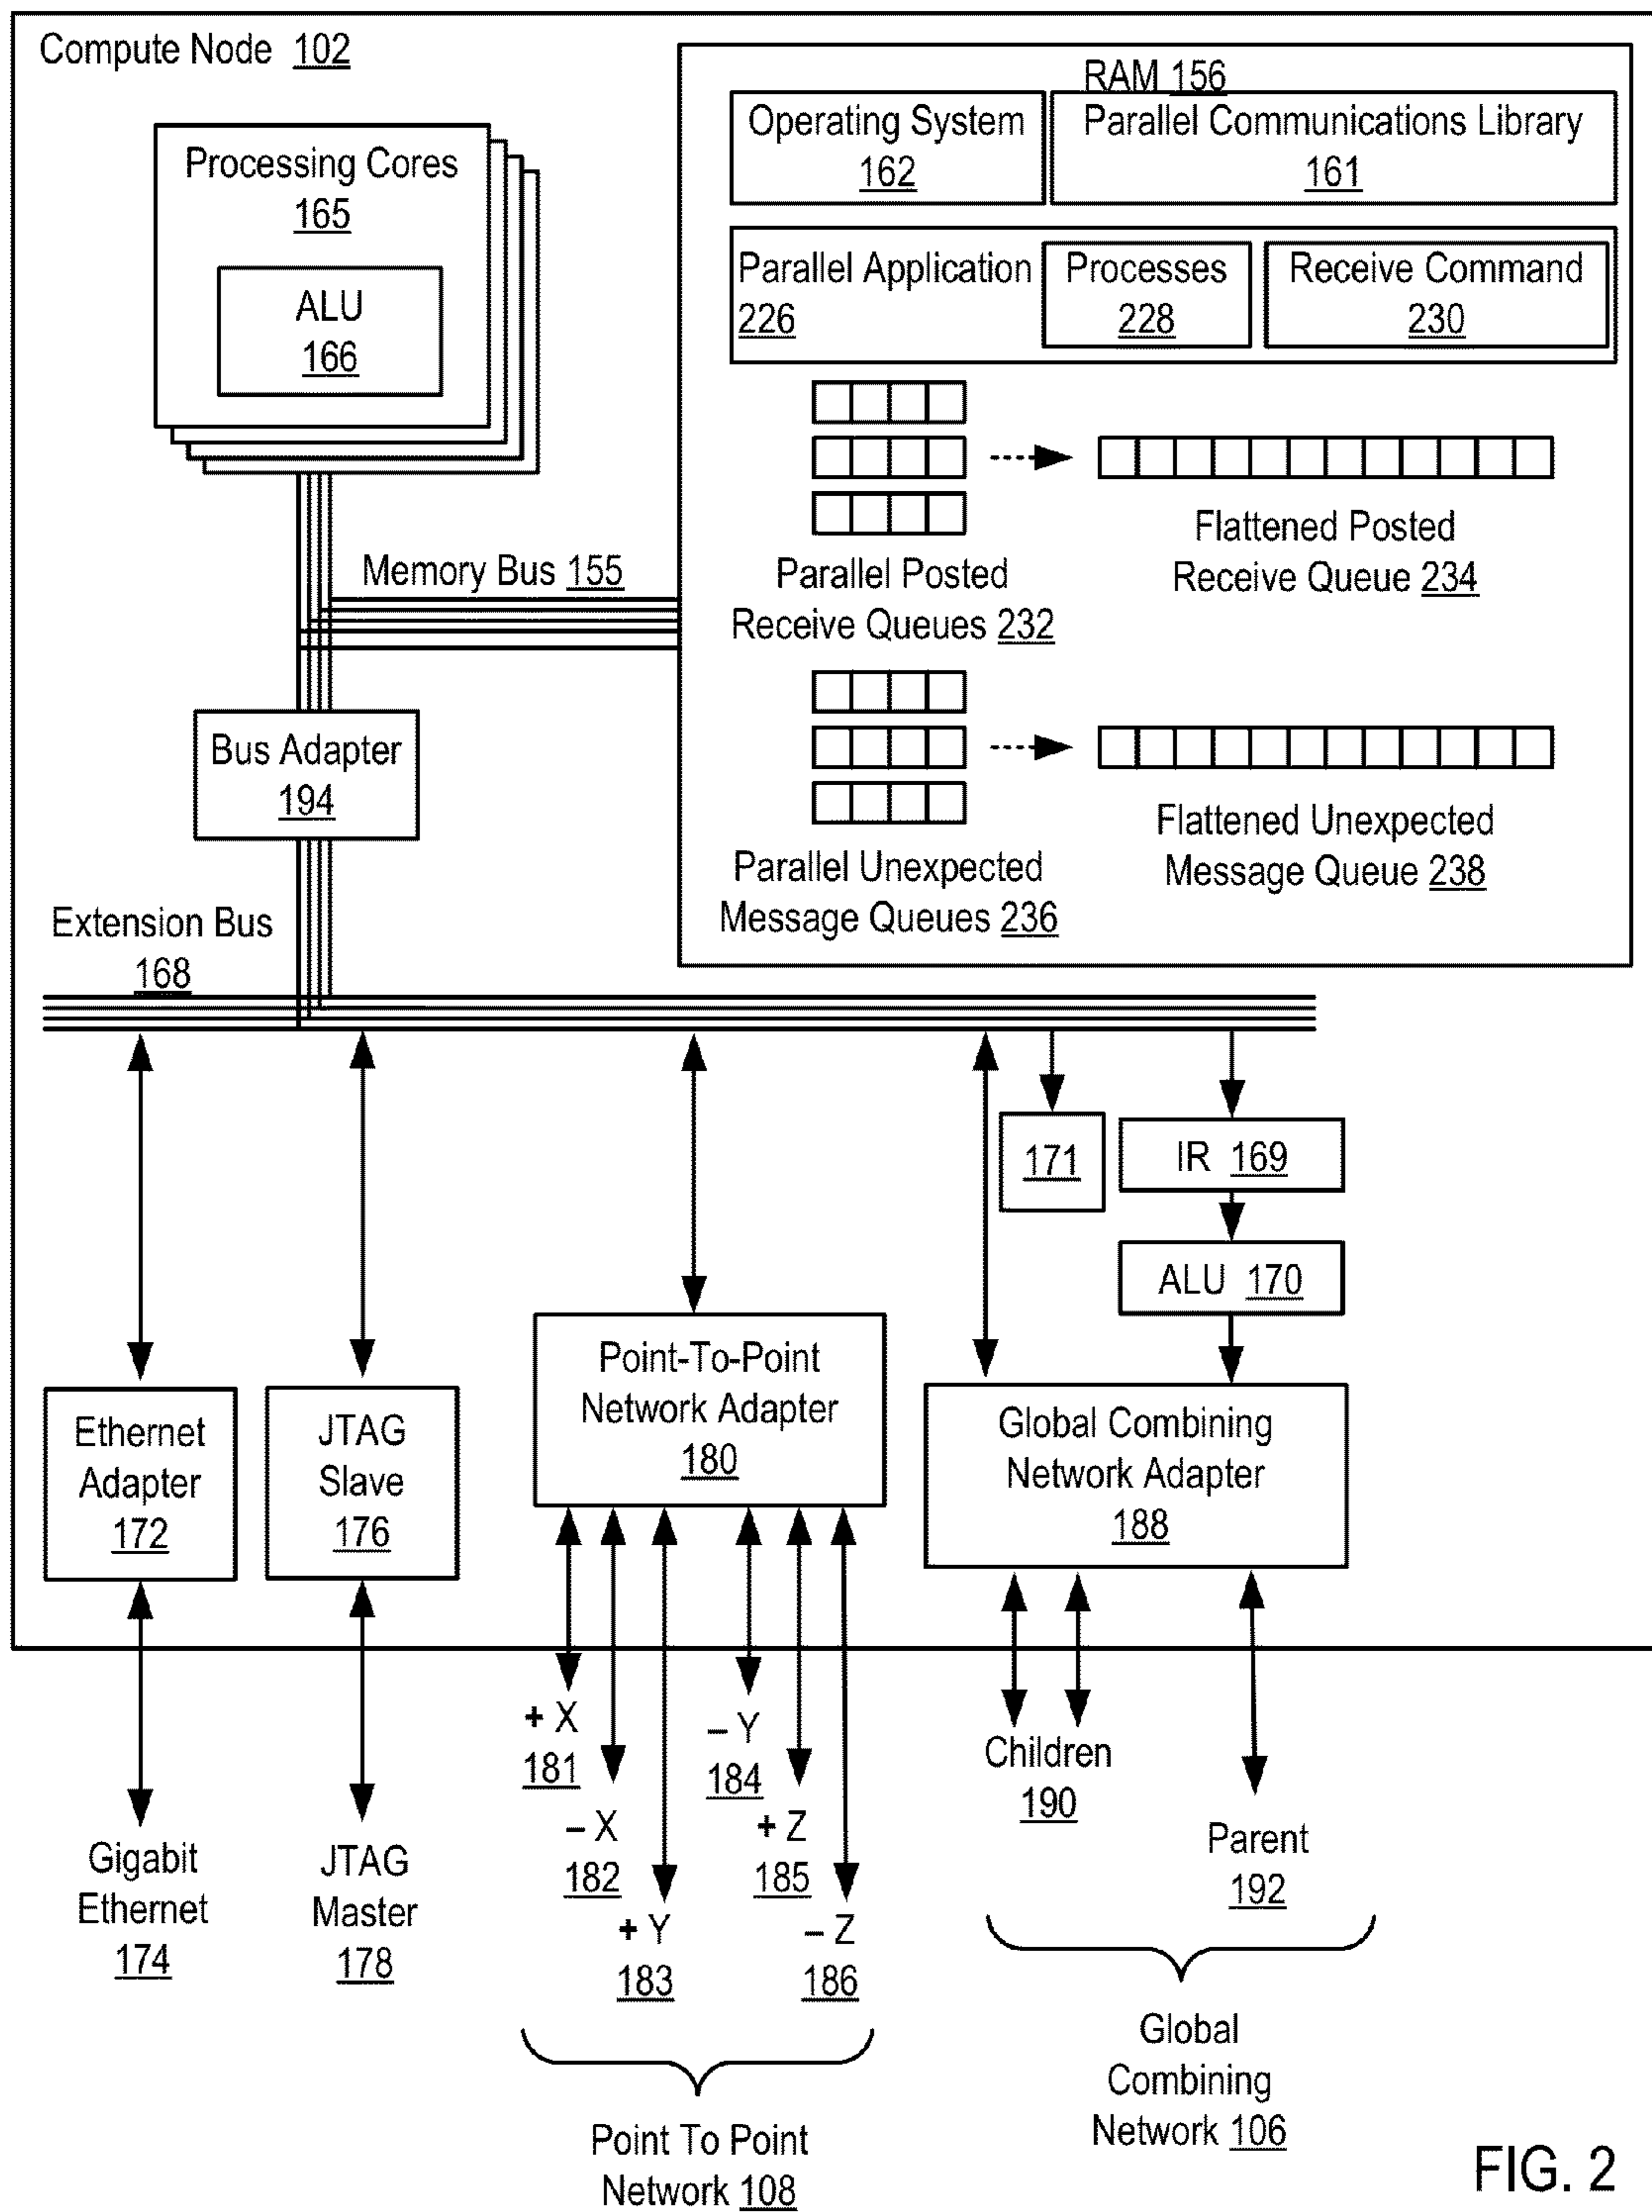 Compute Node 102
RAM 156
Operating System
162
Parallel Communications Library
161
Processing Cores
165
ALU
166
Parallel Application
226
Processes
228
Receive Command
230
Parallel Posted
Receive Queues 232
Flattened Posted
Receive Queue 234
Memory Bus 155
Bus Adapter
194
Parallel Unexpected
Message Queues 236
Flattened Unexpected
Message Queue 238
Extension Bus
168
171
IR 169
ALU 170
Ethernet
Adapter
172
JTAG
Slave
176
Point-To-Point
Network Adapter
180
Global Combining
Network Adapter
188
Gigabit
Ethernet
174
JTAG
Master
178
+ X
181
– X
182
+ Y
183
– Y
184
+ Z
185
– Z
186
Children
190
Parent
192
Point To Point
Network 108
Global
Combining
Network 106
FIG. 2